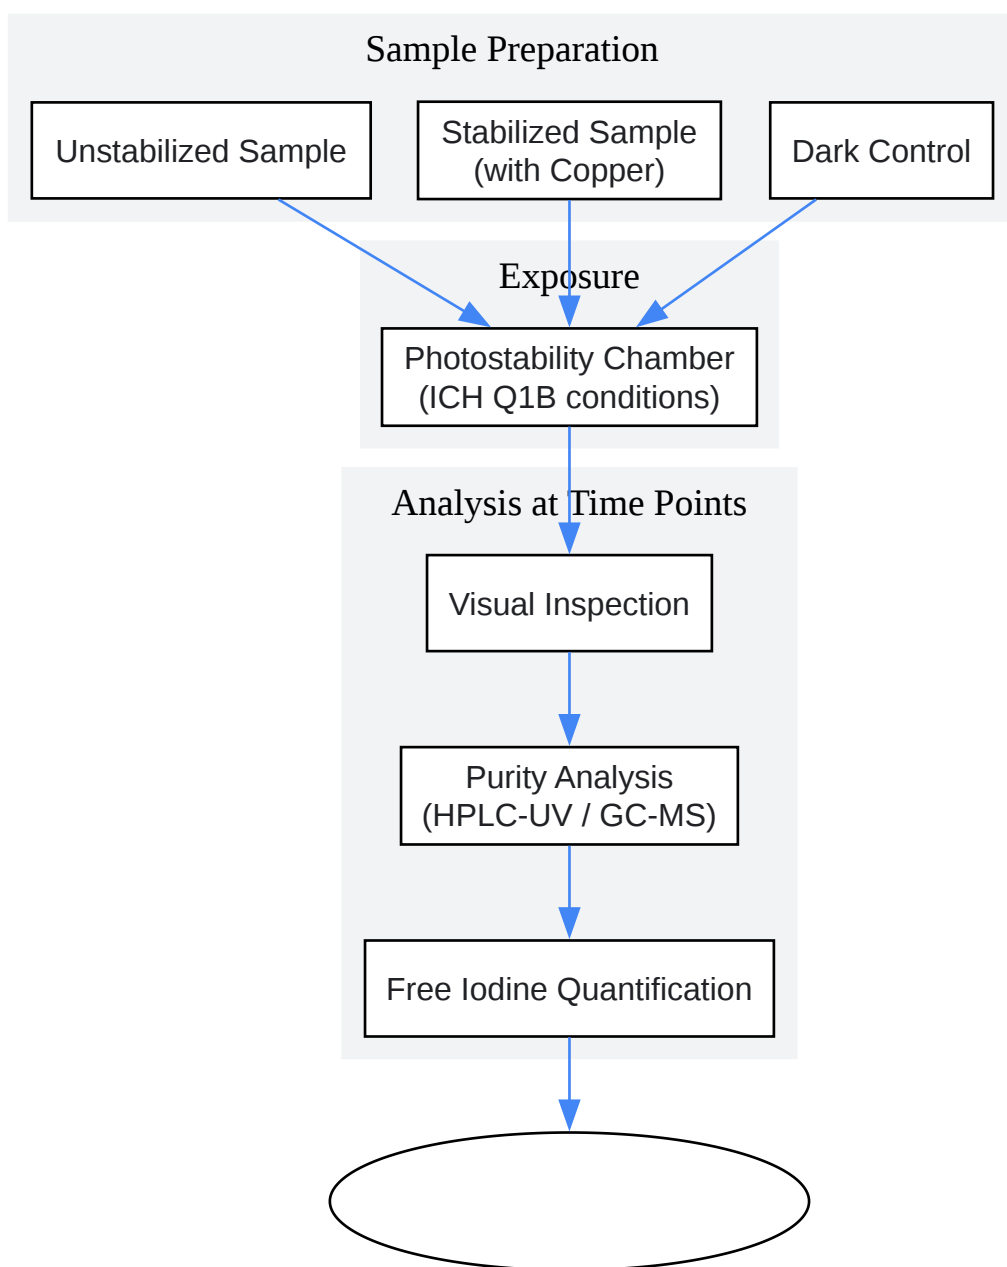 Sample Preparation
Unstabilized Sample
Stabilized Sample
(with Copper)
Dark Control
Exposure
Photostability Chamber
(ICH Q1B conditions)
Analysis at Time Points
Visual Inspection
Purity Analysis
(HPLC-UV / GC-MS)
Free Iodine Quantification